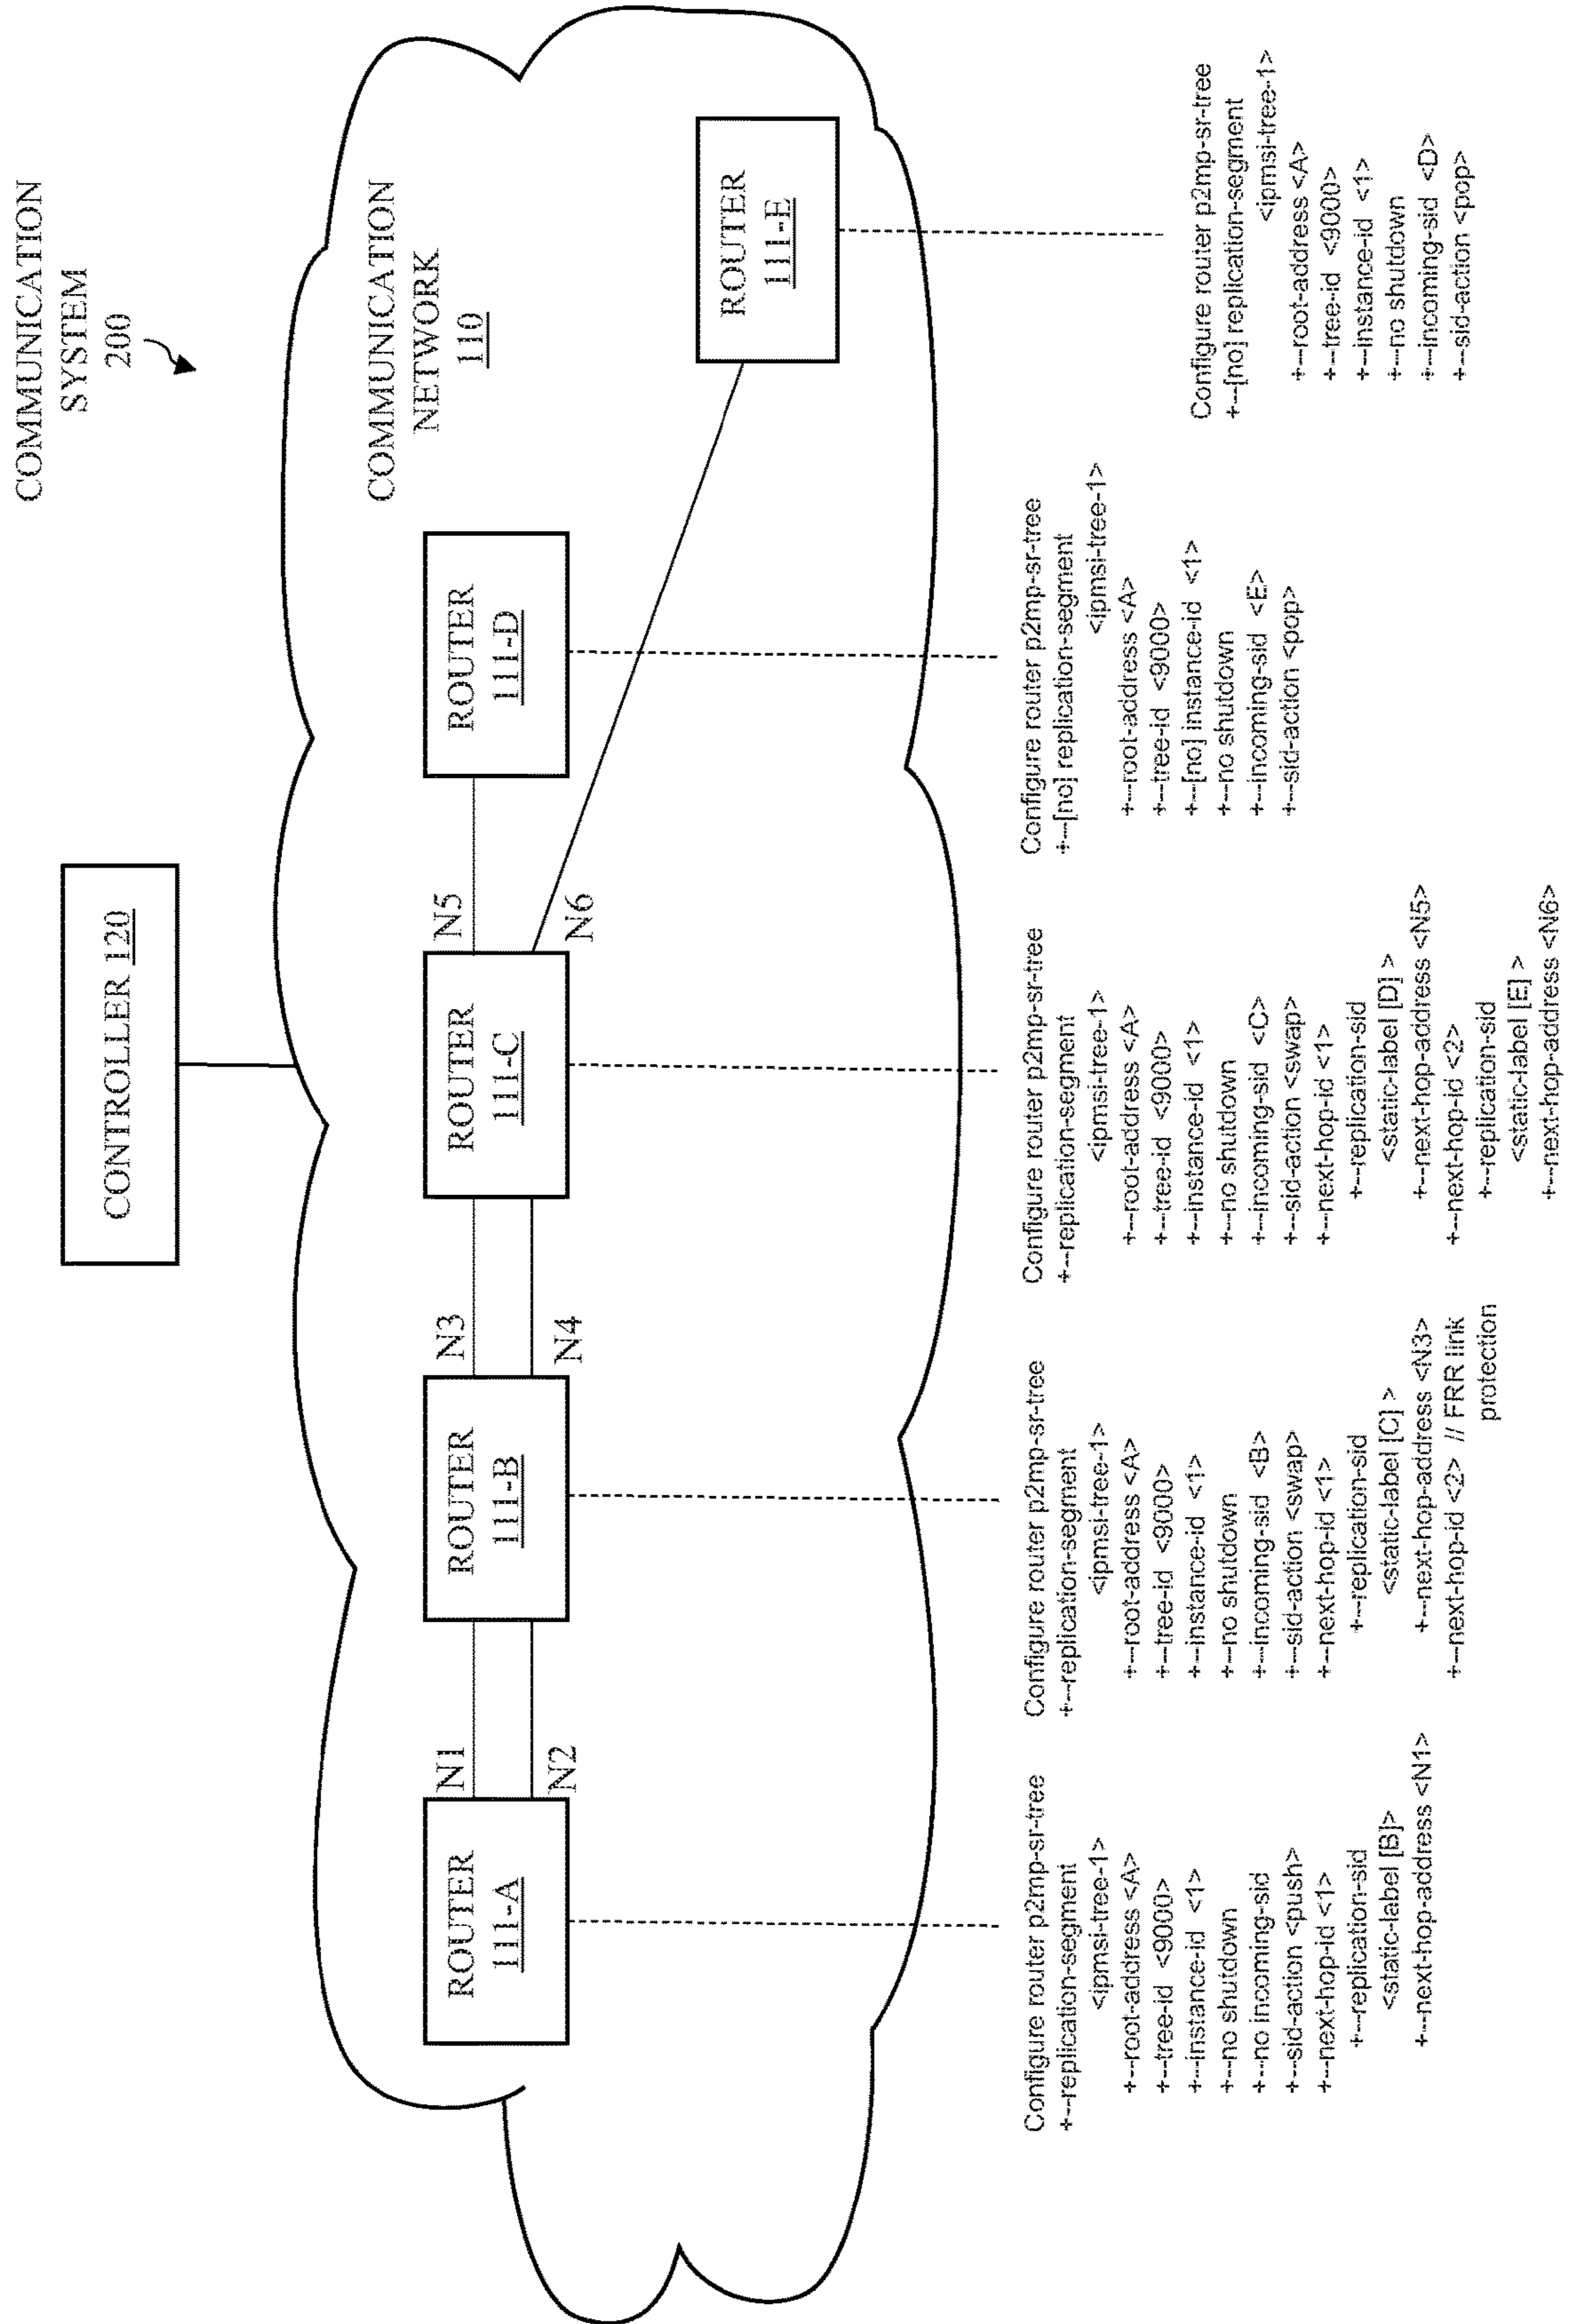 COMMUNICATION
SYSTEM
200
CONTROLLER 120
COMMUNICATION
NETWORK
110
ROUTER
111-A
N1
N2
ROUTER
111-B
N3
N4
ROUTER
111-C
N5
N6
ROUTER
111-D
ROUTER
111-E
Configure router p2mp-sr-tree
+--replication-segment
<ipmsi-tree-1>
+--root-address <A>
+--tree-id <9000>
+--instance-id <1>
+--no shutdown
+--no incoming-sid
+--sid-action <push>
+--next-hop-id <1>
+--replication-sid
<static-label [B]>
+--next-hop-address <N1>
Configure router p2mp-sr-tree
+--replication-segment
<ipmsi-tree-1>
+--root-address <A>
+--tree-id <9000>
+--instance-id <1>
+--no shutdown
+--incoming-sid <B>
+--sid-action <swap>
+--next-hop-id <1>
+--replication-sid
<static-label [C] >
+--next-hop-address <N3>
+--next-hop-id <2> // FRR link
protection
Configure router p2mp-sr-tree
+--replication-segment
<ipmsi-tree-1>
+--root-address <A>
+--tree-id <9000>
+--instance-id <1>
+--no shutdown
+--incoming-sid <C>
+--sid-action <swap>
+--next-hop-id <1>
+--replication-sid
<static-label [D] >
+--next-hop-address <N5>
+--next-hop-id <2>
+--replication-sid
<static-label [E] >
+--next-hop-address <N6>
Configure router p2mp-sr-tree
+--[no] replication-segment
<ipmsi-tree-1>
+--root-address <A>
+--tree-id <9000>
+--[no] instance-id <1>
+--no shutdown
+--incoming-sid <E>
+--sid-action <pop>
Configure router p2mp-sr-tree
+--[no] replication-segment
<ipmsi-tree-1>
+--root-address <A>
+--tree-id <9000>
+--instance-id <1>
+--no shutdown
+--incoming-sid <D>
+--sid-action <pop>